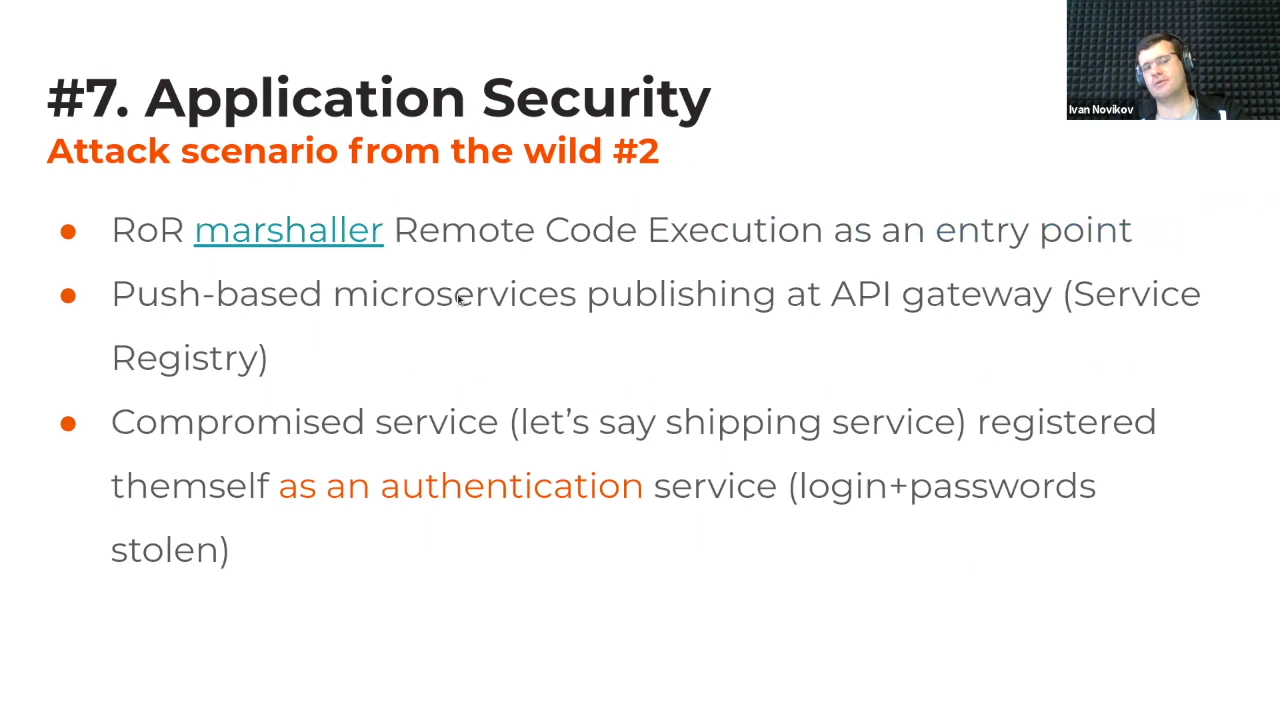 #7. Application Security
Attack scenario from the wild #2
Ivan Novikov
● RoR marshaller Remote Code Execution as an entry point
● Push-based microservices publishing at API gateway (Service
Registry)
● Compromised service (let’s say shipping service) registered
themself as an authentication service (login+passwords
stolen)